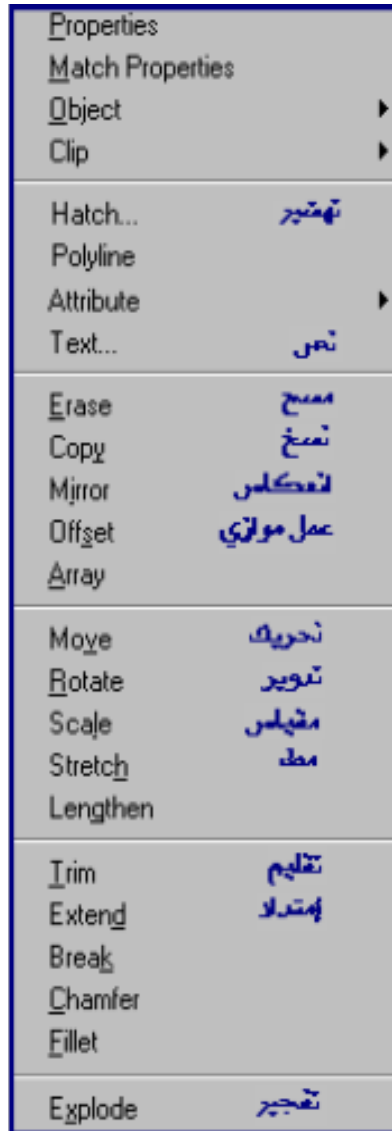 Properties
Match Properties
Object
Clip
Hatch... تهشير
Polyline
Attribute
Text... نص
Erase مسح
Copy نسخ
Mirror انعكاس
Offset عمل موازي
Array
Move تحريك
Rotate تدوير
Scale مقياس
Stretch مط
Lengthen
Trim تقليم
Extend إمتداد
Break
Chamfer
Fillet
Explode تفجير